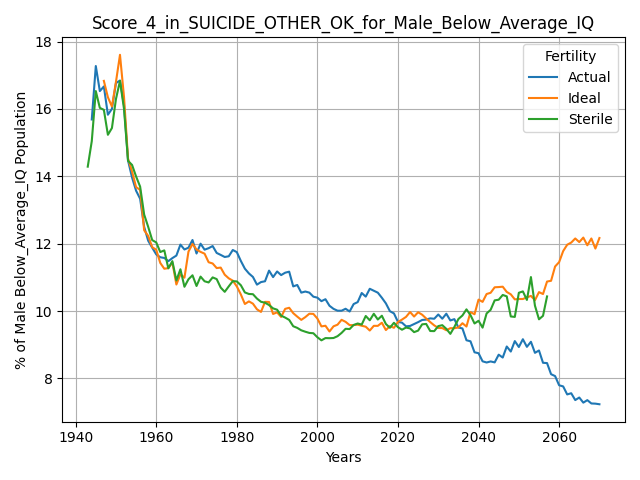 Score_4_in_SUICIDE_OTHER_OK_for_Male_Below_Average_IQ
% of Male Below_Average_IQ Population
18
16
14
12
10
8
Fertility
Actual
Ideal
Sterile
1940 1960 1980 2000 2020 2040 2060
Years